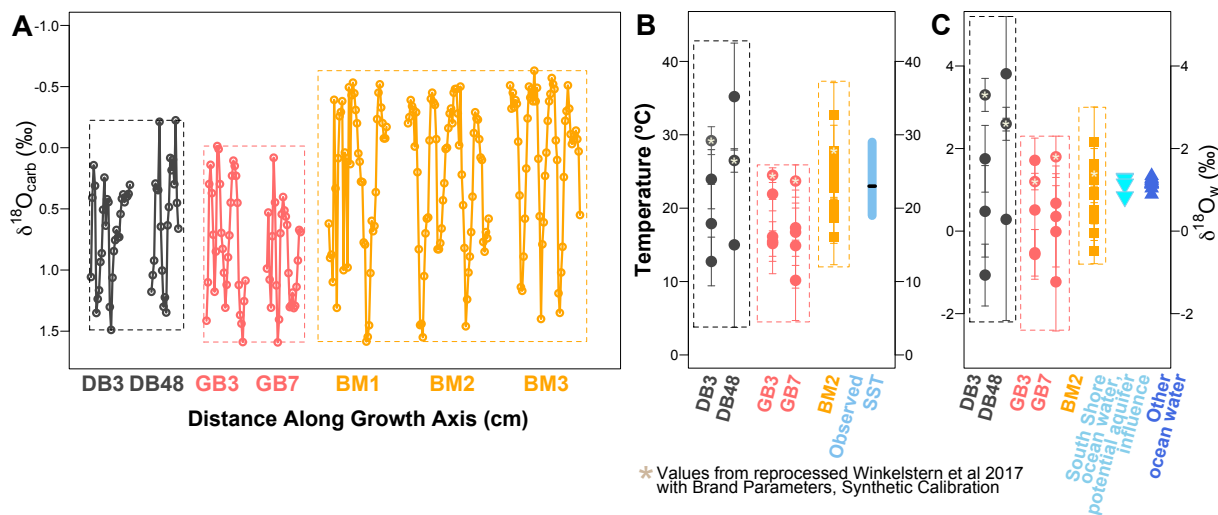 A
δ18Ocarb (‰)
-1.0
-0.5
0.0
0.5
1.0
1.5
DB3 DB48 GB3 GB7 BM1 BM2 BM3
Distance Along Growth Axis (cm)
B
Temperature (ºC)
40
30
20
10
0
40
30
20
10
0
DB3
DB48
GB3
GB7
BM2
Observed
SST
C
4
2
0
-2
4
2
0
-2
δ18Ow (‰)
DB3
DB48
GB3
GB7
BM2
South Shore
ocean water,
potential aquifer
influence
Other
ocean water
* Values from reprocessed Winkelstern et al 2017
with Brand Parameters, Synthetic Calibration